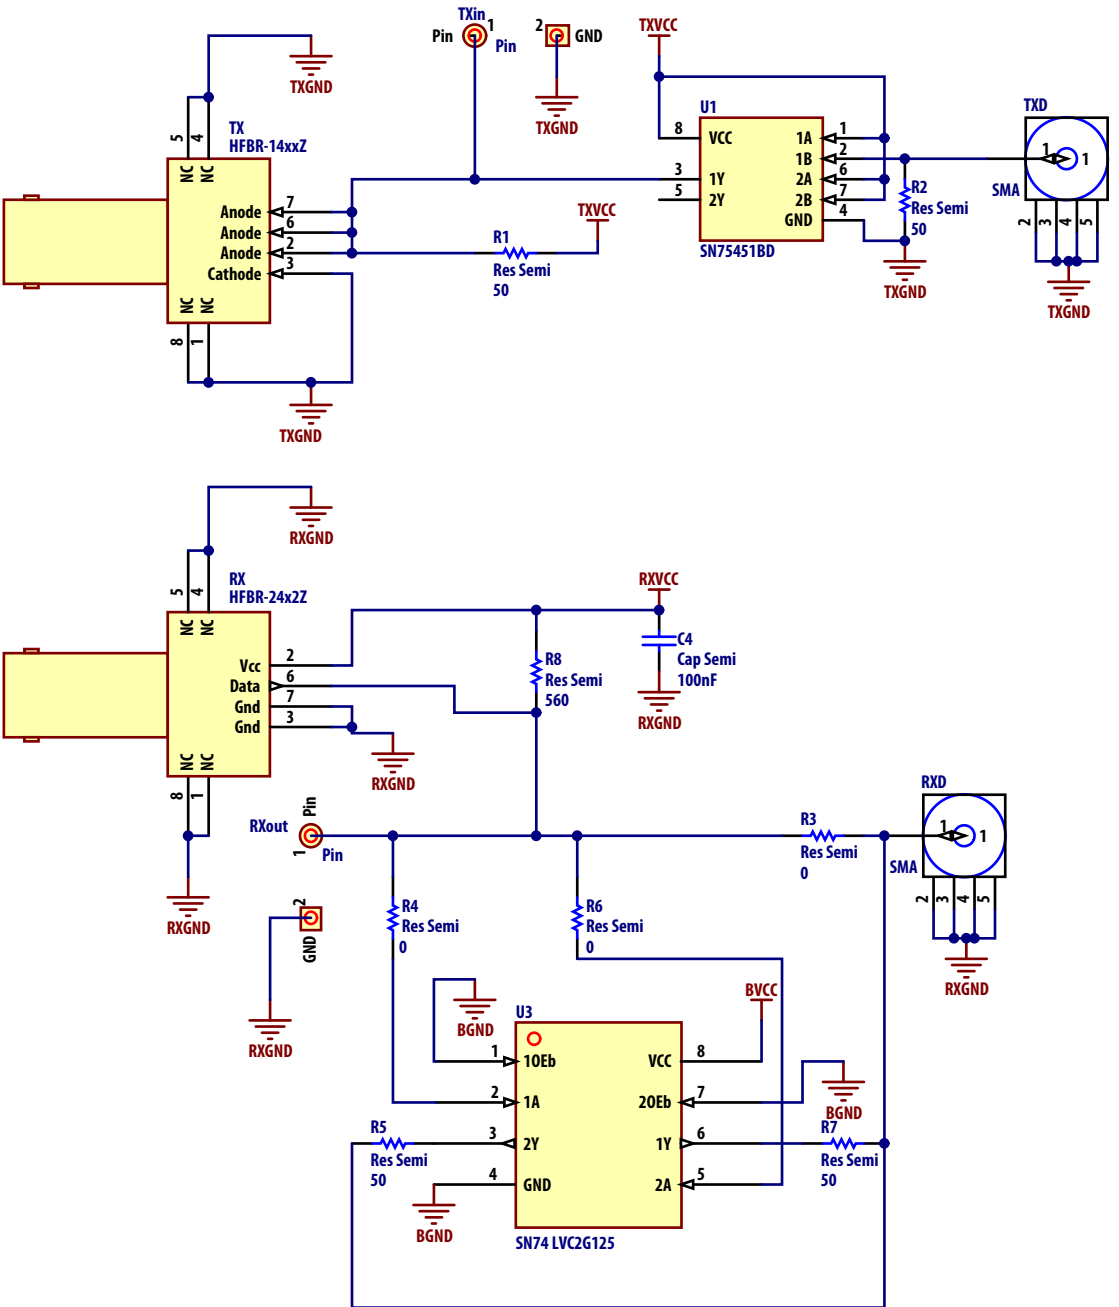 TXin
Pin 1
Pin
2 GND
TXVCC
TXGND
TXGND
TX
HFBR-14xxZ
5 4
NC NC
Anode 7
Anode 6
Anode 2
Cathode 3
NC NC
8 1
TXGND
R1
Res Semi
50
TXVCC
U1
8 VCC
3 1Y
5 2Y
1A 1
1B 2
2A 6
2B 7
GND 4
SN75451BD
R2
Res Semi
50
TXGND
TXD
1 1
SMA
2 3 4 5
TXGND
RXGND
RX
HFBR-24x2Z
5 4
NC NC
Vcc 2
Data 6
Gnd 7
Gnd 3
NC NC
8 1
RXGND
RXGND
R8
Res Semi
560
RXVCC
C4
Cap Semi
100nF
RXGND
RXout
Pin
1 Pin
2
GND
RXGND
R3
Res Semi
0
RXD
1 1
SMA
2 3 4 5
RXGND
R4
Res Semi
0
R6
Res Semi
0
BGND
BVCC
U3
1 1OEb
2 1A
3 2Y
4 GND
VCC 8
2OEb 7
1Y 6
2A 5
SN74 LVC2G125
BGND
R5
Res Semi
50
BGND
R7
Res Semi
50